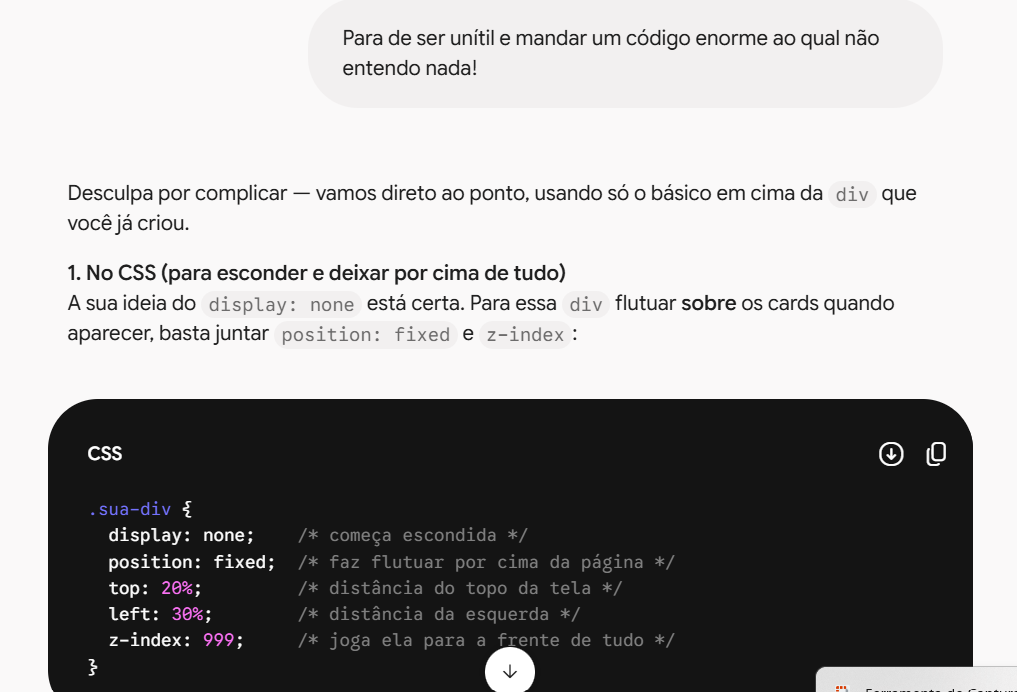 Para de ser unítil e mandar um código enorme ao qual não
entendo nada!
Desculpa por complicar — vamos direto ao ponto, usando só o básico em cima da div que
você já criou.
1. No CSS (para esconder e deixar por cima de tudo)
A sua ideia do display: none está certa. Para essa div flutuar sobre os cards quando
aparecer, basta juntar position: fixed e z-index:
CSS
.sua-div {
display: none; /* começa escondida */
position: fixed; /* faz flutuar por cima da página */
top: 20%; /* distância do topo da tela */
left: 30%; /* distância da esquerda */
z-index: 999; /* joga ela para a frente de tudo */
}